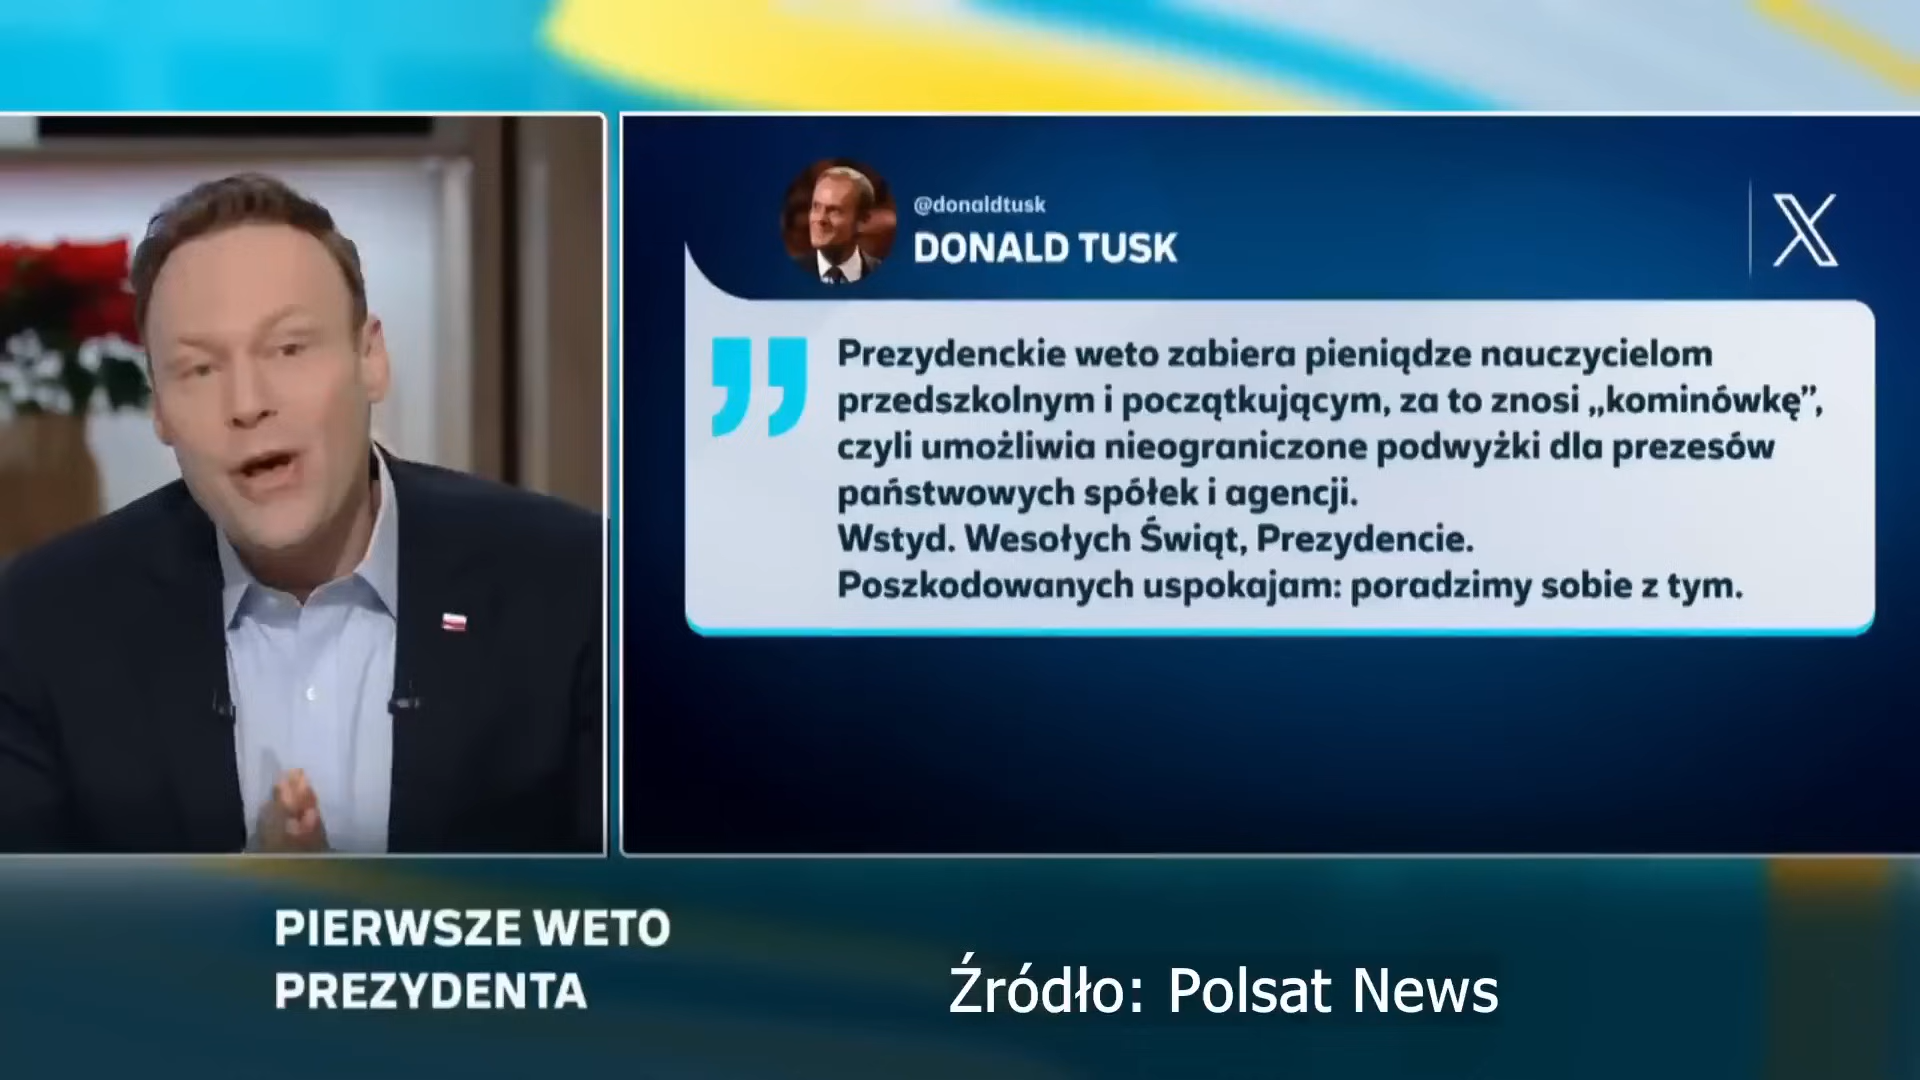 @donaldtusk
DONALD TUSK
Prezydenckie weto zabiera pieniądze nauczycielom
przedszkolnym i początkującym, za to znosi „kominówkę”,
czyli umożliwia nieograniczone podwyżki dla prezesów
państwowych spółek i agencji.
Wstyd. Wesołych Świąt, Prezydencie.
Poszkodowanych uspokajam: poradzimy sobie z tym.
PIERWSZE WETO
PREZYDENTA
Źródło: Polsat News